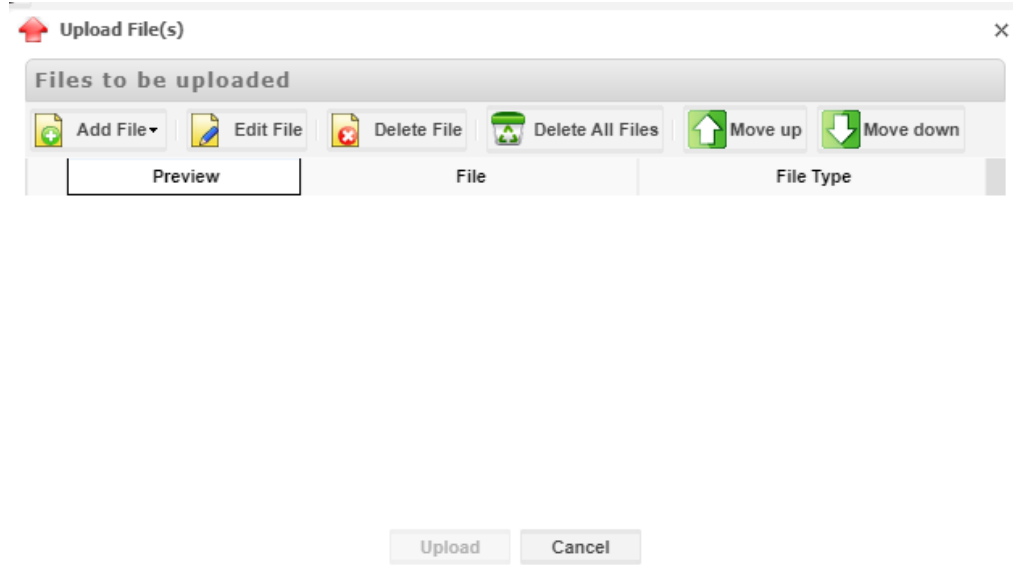 Upload File(s)
Files to be uploaded
Add File Edit File Delete File Delete All Files Move up Move down
Preview File File Type
Upload Cancel